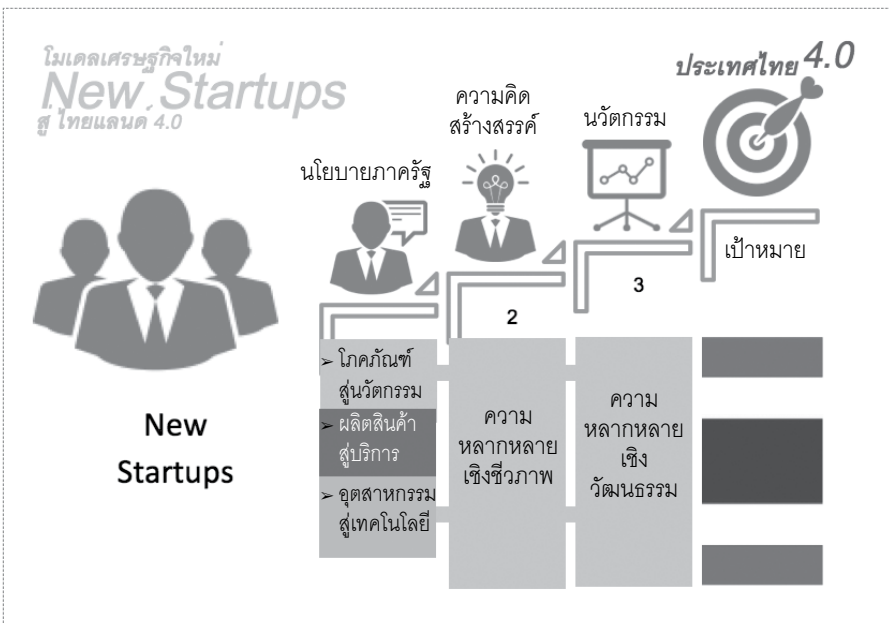 โมเดลเศรษฐกิจใหม่
New Startups
สู่ ไทยแลนด์ 4.0
ประเทศไทย 4.0
ความคิด
สร้างสรรค์
นวัตกรรม
นโยบายภาครัฐ
เป้าหมาย
3
2
➢ โภคภัณฑ์
สู่นวัตกรรม
➢ ผลิตสินค้า
สู่บริการ
➢ อุตสาหกรรม
สู่เทคโนโลยี
ความ
หลากหลาย
เชิงชีวภาพ
ความ
หลากหลาย
เชิง
วัฒนธรรม
New
Startups